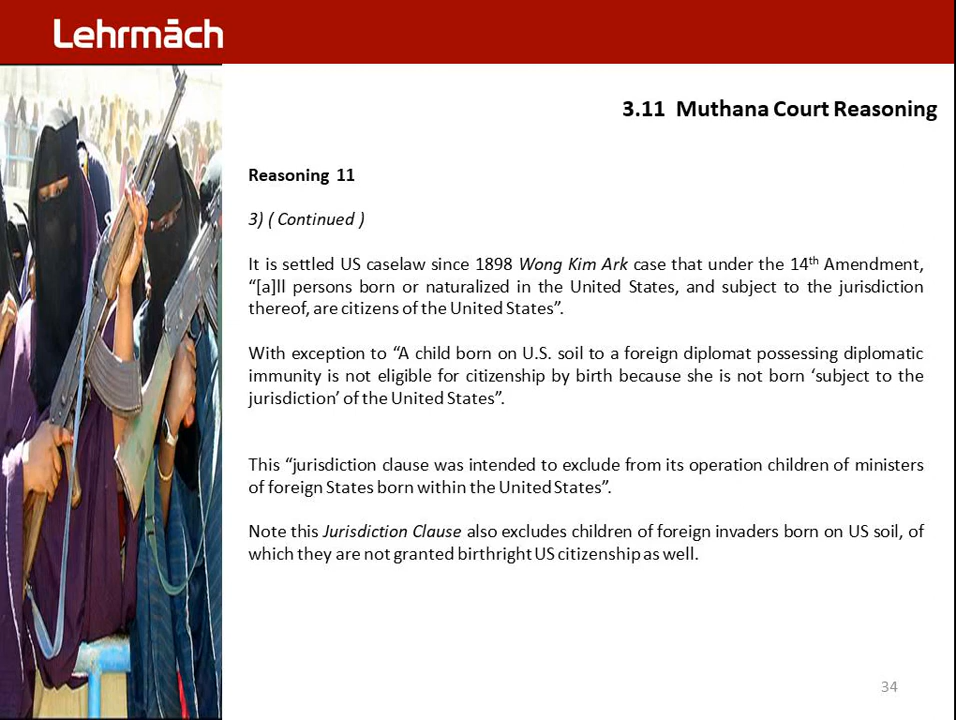 Lehrmāch
3.11 Muthana Court Reasoning
Reasoning 11
3) ( Continued )
It is settled US caselaw since 1898 Wong Kim Ark case that under the 14th Amendment,
“[a]ll persons born or naturalized in the United States, and subject to the jurisdiction
thereof, are citizens of the United States”.
With exception to “A child born on U.S. soil to a foreign diplomat possessing diplomatic
immunity is not eligible for citizenship by birth because she is not born ‘subject to the
jurisdiction’ of the United States”.
This “jurisdiction clause was intended to exclude from its operation children of ministers
of foreign States born within the United States”.
Note this Jurisdiction Clause also excludes children of foreign invaders born on US soil, of
which they are not granted birthright US citizenship as well.
34